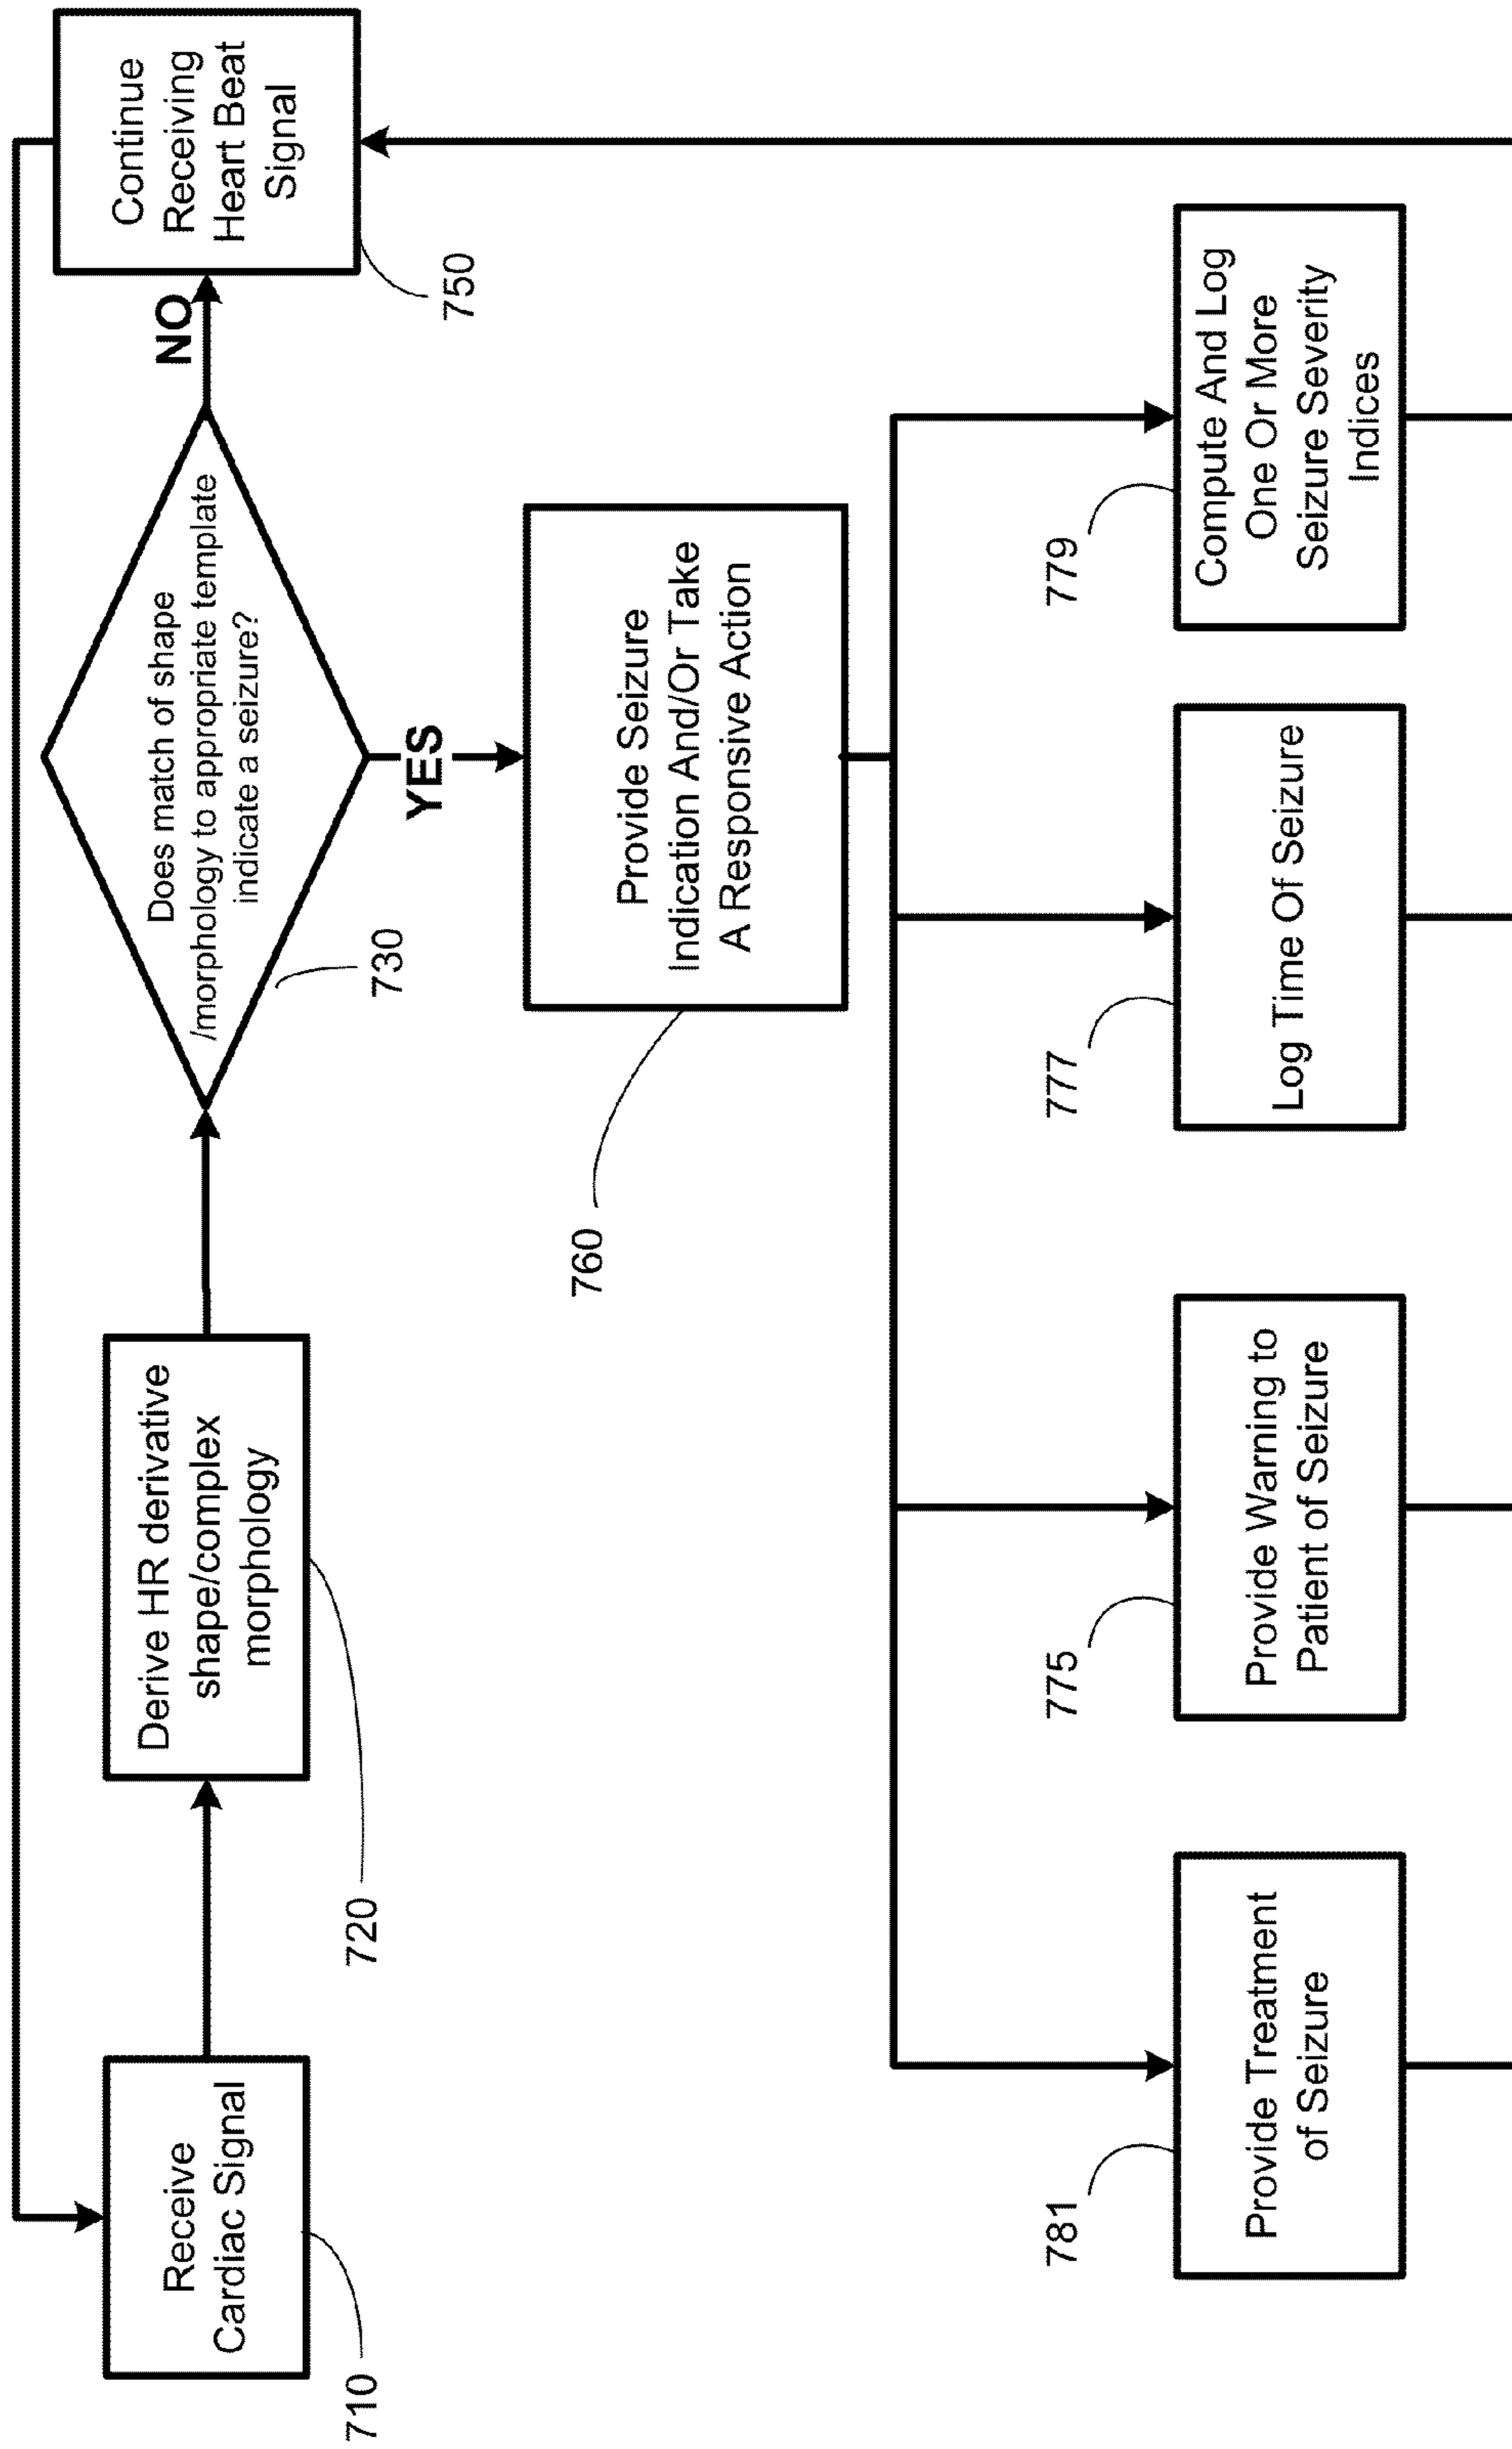 Receive
Cardiac Signal
710
Derive HR derivative
shape/complex
morphology
720
Does match of shape
/morphology to appropriate template
indicate a seizure?
730
NO
Continue
Receiving
Heart Beat
Signal
750
YES
Provide Seizure
Indication And/Or Take
A Responsive Action
760
781
Provide Treatment
of Seizure
775
Provide Warning to
Patient of Seizure
777
Log Time Of Seizure
779
Compute And Log
One Or More
Seizure Severity
Indices